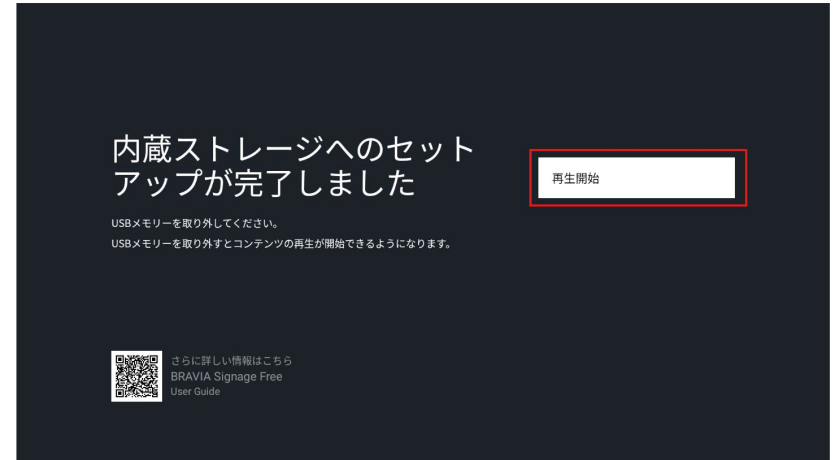 内蔵ストレージへのセット
アップが完了しました
再生開始
USBメモリーを取り外してください。
USBメモリーを取り外すとコンテンツの再生が開始できるようになります。
さらに詳しい情報はこちら
BRAVIA Signage Free
User Guide